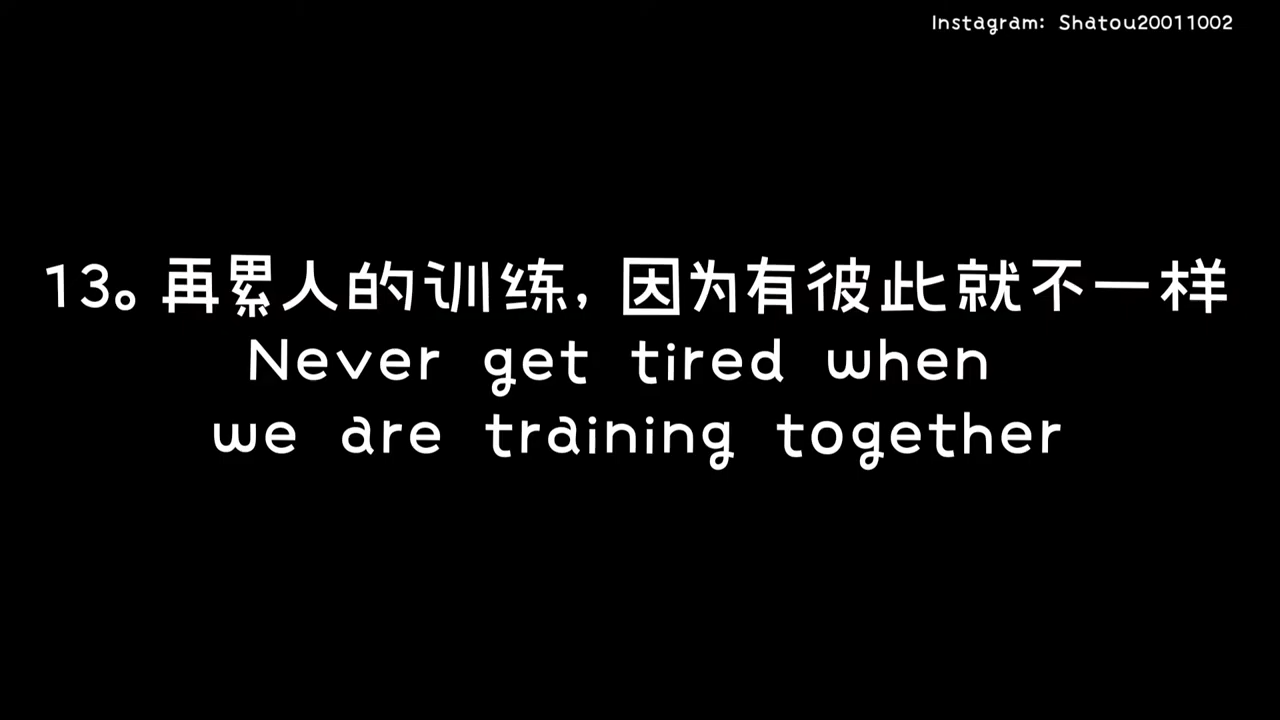 Instagram: Shatou20011002
13。再累人的训练,因为有彼此就不一样
Never get tired when
we are training together